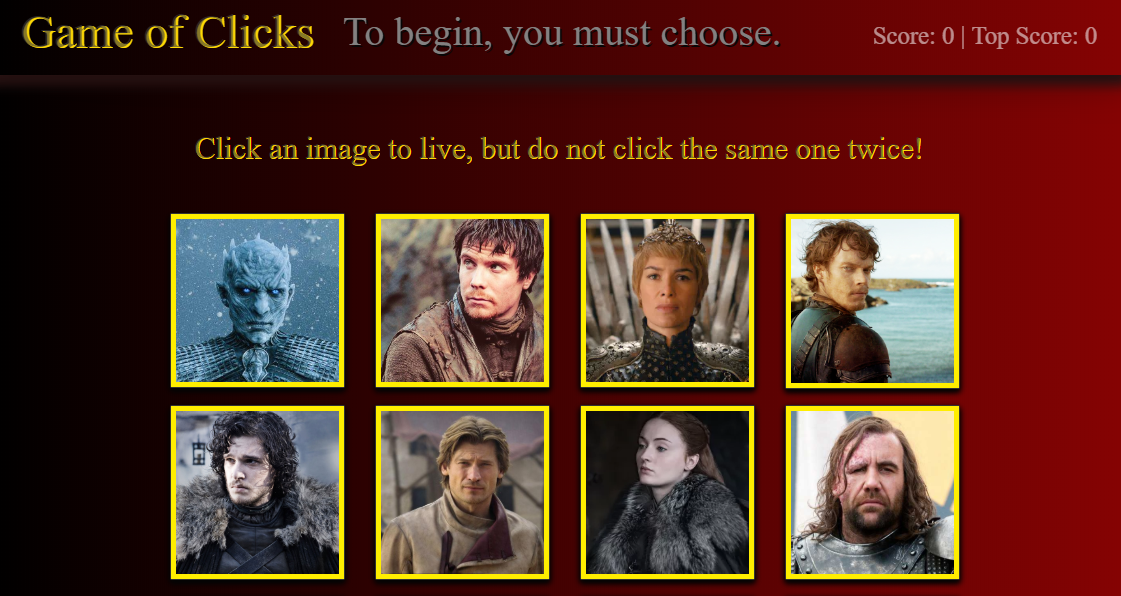 Game of Clicks To begin, you must choose. Score: 0 | Top Score: 0
Click an image to live, but do not click the same one twice!